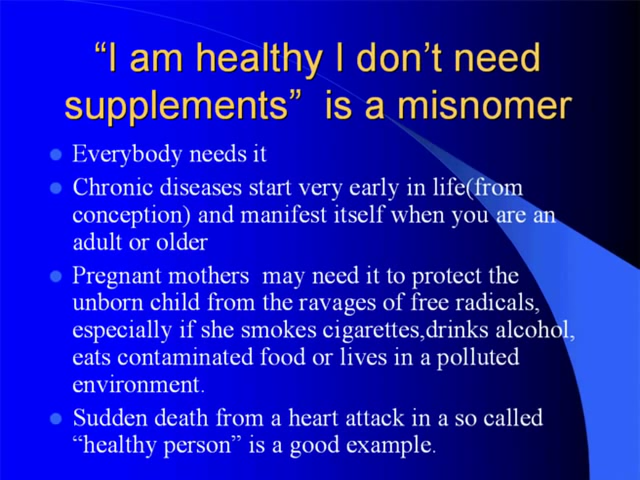 “I am healthy I don’t need
supplements”  is a misnomer
Everybody needs it
Chronic diseases start very early in life(from
conception) and manifest itself when you are an
adult or older
Pregnant mothers  may need it to protect the
unborn child from the ravages of free radicals,
especially if she smokes cigarettes,drinks alcohol,
eats contaminated food or lives in a polluted
environment.
Sudden death from a heart attack in a so called
“healthy person” is a good example.